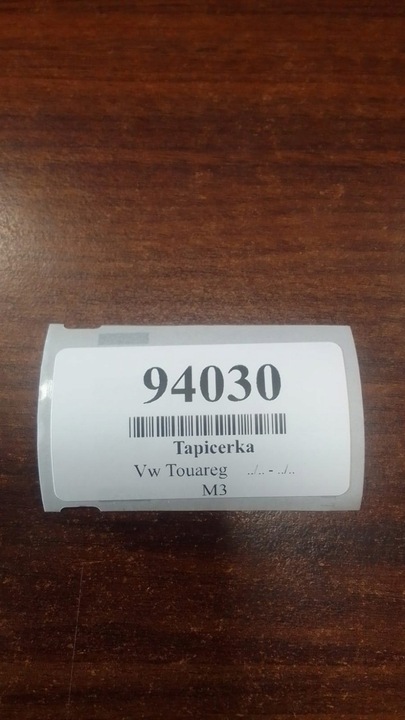 94030
Tapicerka
Vw Touareg ../.. - ../..
M3